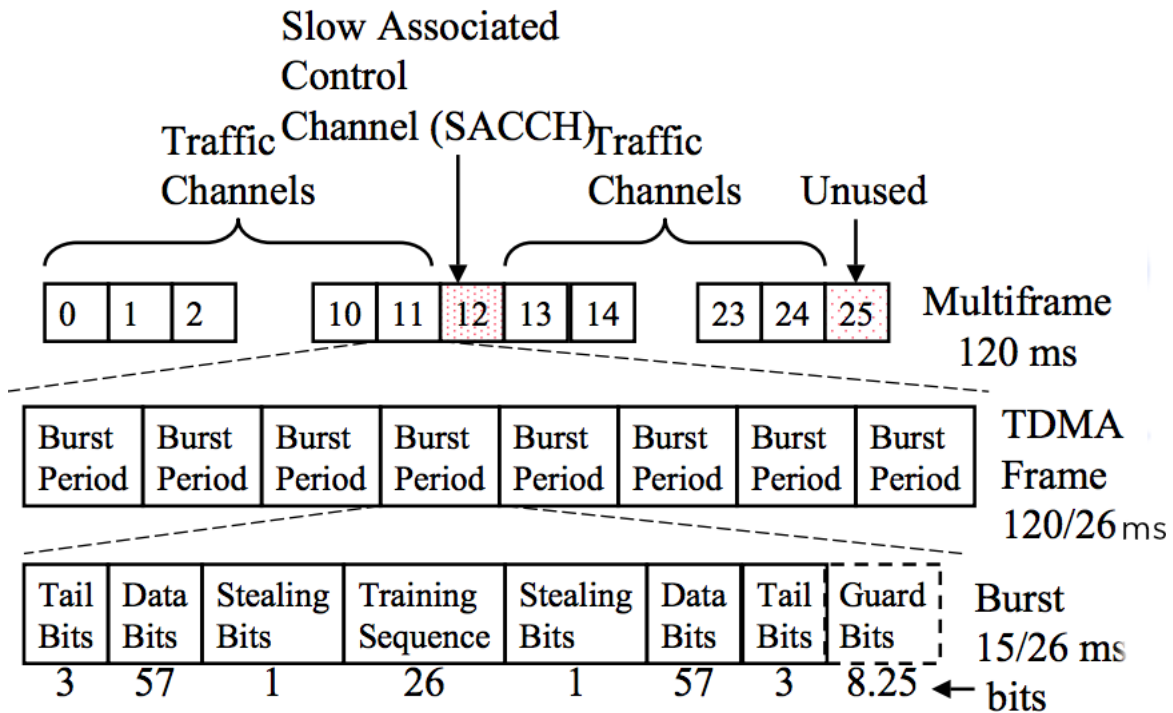 Slow Associated
Control
Channel (SACCH)
Traffic
Channels
Traffic
Channels
Unused
0 1 2 10 11 12 13 14 23 24 25
Multiframe
120 ms
Burst Burst Burst Burst Burst Burst Burst Burst
Period Period Period Period Period Period Period Period
TDMA
Frame
120/26 ms
Tail Data Stealing Training Stealing Data Tail Guard
Bits Bits Bits Sequence Bits Bits Bits Bits
Burst
15/26 ms
3 57 1 26 1 57 3 8.25
bits